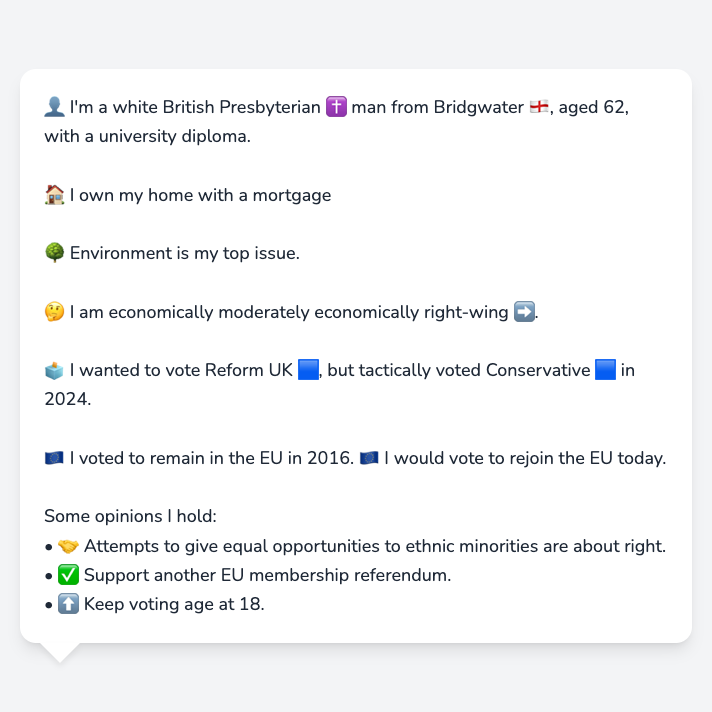 👤 I'm a white British Presbyterian ✝️ man from Bridgwater 🏴󠁧󠁢󠁥󠁮󠁧󠁿, aged 62,
with a university diploma.
🏠 I own my home with a mortgage
🌳 Environment is my top issue.
🤔 I am economically moderately economically right-wing ➡️.
🗳️ I wanted to vote Reform UK 🟦, but tactically voted Conservative 🟦 in
2024.
🇪🇺 I voted to remain in the EU in 2016. 🇪🇺 I would vote to rejoin the EU today.
Some opinions I hold:
• 🤝 Attempts to give equal opportunities to ethnic minorities are about right.
• ✅ Support another EU membership referendum.
• ⬆️ Keep voting age at 18.